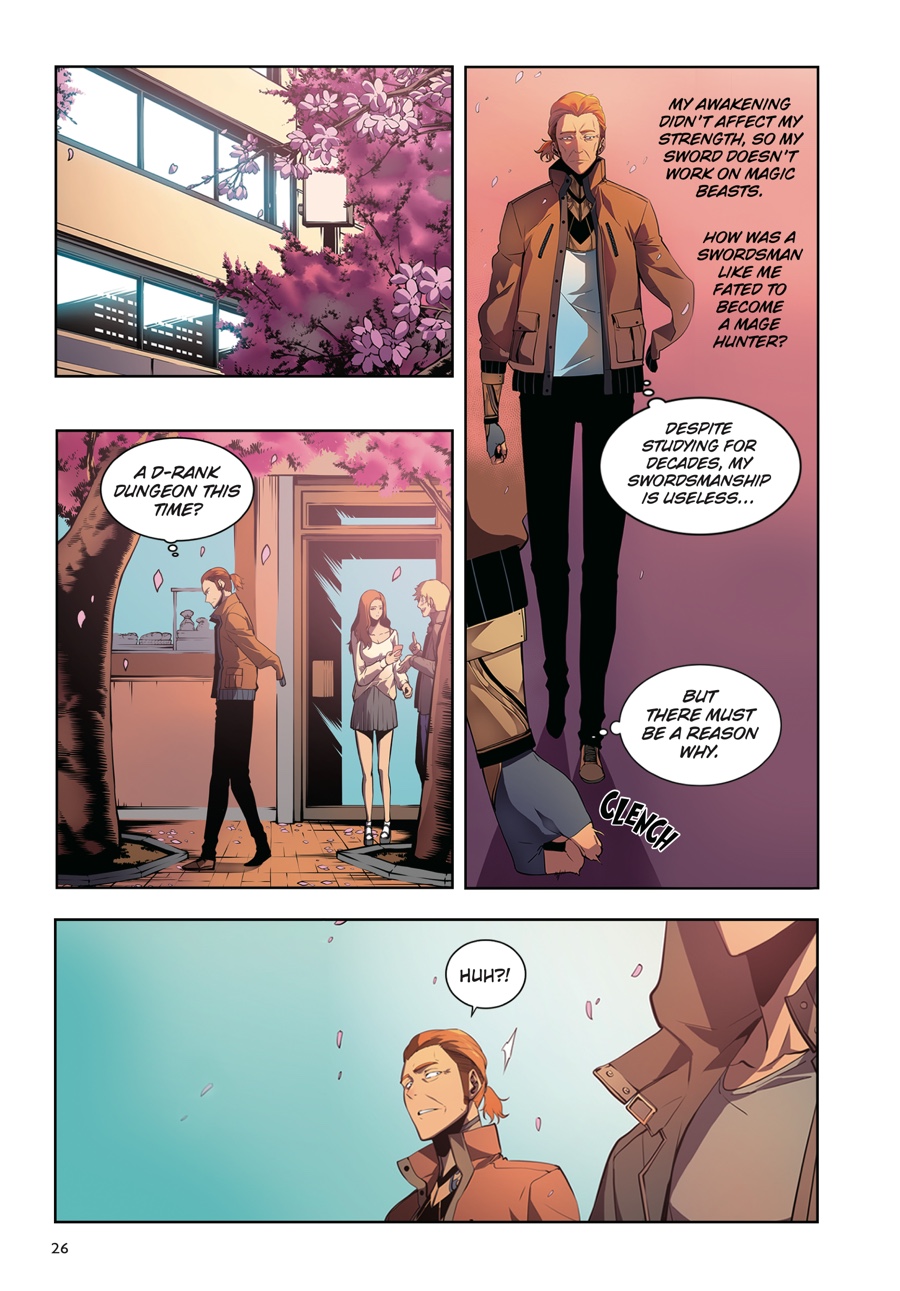 A D-RANK
DUNGEON THIS
TIME?
MY AWAKENING
DIDN'T AFFECT MY
STRENGTH, SO MY
SWORD DOESN'T
WORK ON MAGIC
BEASTS.
HOW WAS A
SWORDSMAN
LIKE ME
FATED TO
BECOME
A MAGE
HUNTER?
DESPITE
STUDYING FOR
DECADES, MY
SWORDSMANSHIP
IS USELESS...
BUT
THERE MUST
BE A REASON
WHY.
CLENCH
HUH?!
26